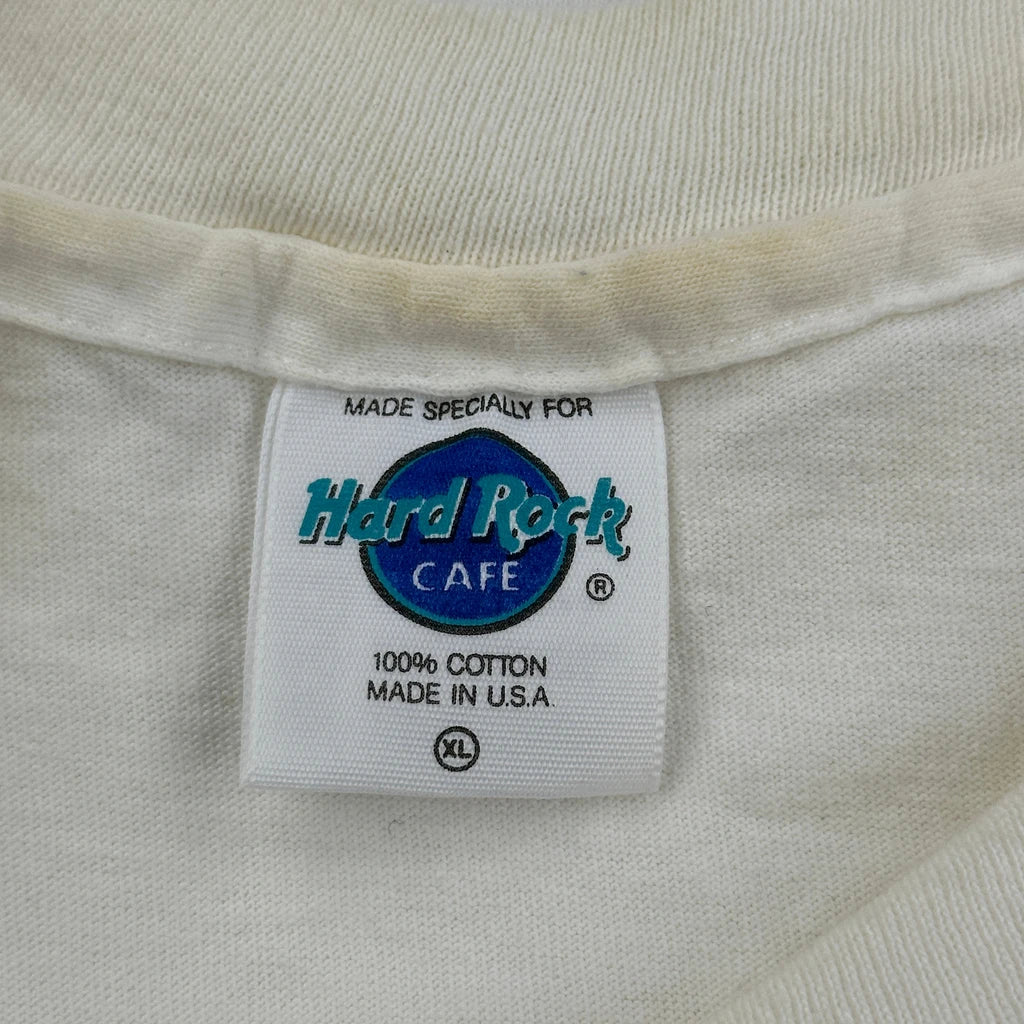 MADE SPECIALLY FOR
Hard Rock
CAFE
®
100% COTTON
MADE IN U.S.A.
XL